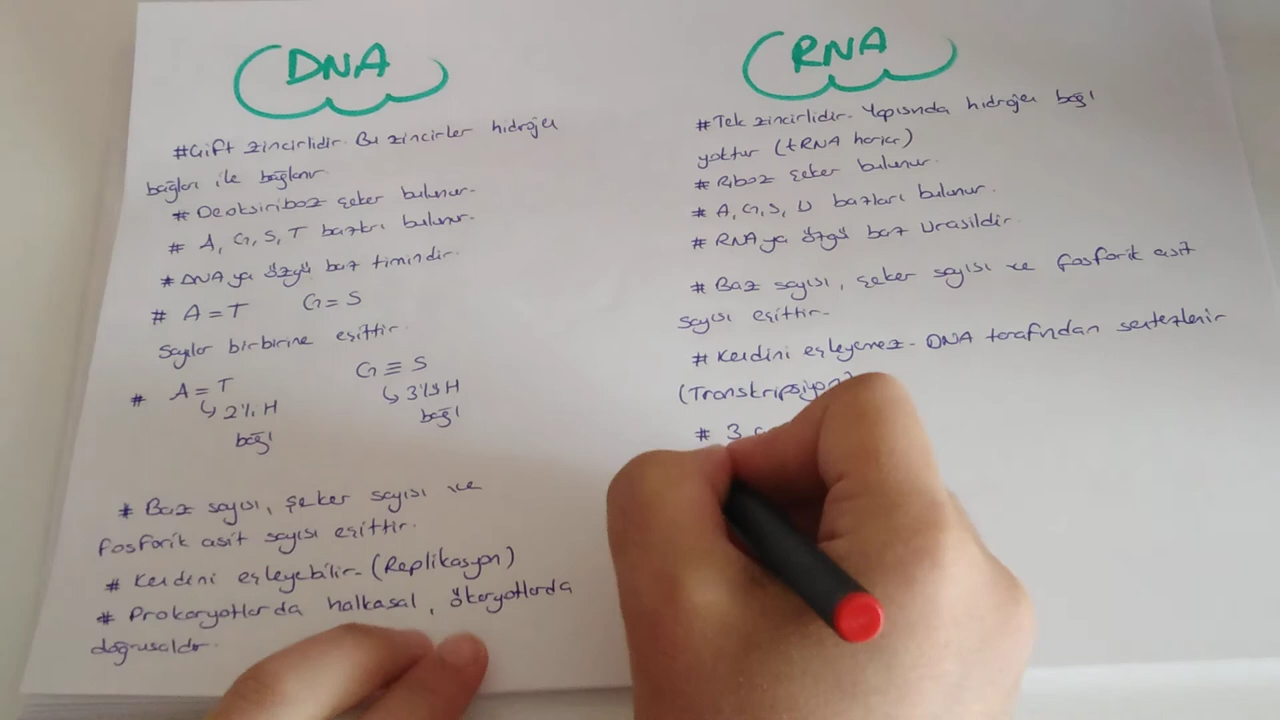 DNA
#Çift zincirlidir. Bu zincirler hidrojen
bağları ile bağlanır.
# Deoksiriboz şeker bulunur.
# A, G, S, T bazları bulunur.
# DNA ya özgü baz timindir.
# A = T G = S
Sayıları birbirine eşittir.
# A = T G ≡ S
↳ 2'li H ↳ 3'lü H
bağı bağı
# Baz sayısı, şeker sayısı ve
fosforik asit sayısı eşittir.
# Kendini eşleyebilir. (Replikasyon)
# Prokaryotlarda halkasal, ökaryotlarda
doğrusaldır.
RNA
#Tek zincirlidir. Yapısında hidrojen bağı
yoktur (tRNA hariç)
# Riboz şeker bulunur.
# A, G, S, U bazları bulunur.
# RNA ya özgü baz Urasildir.
# Baz sayısı, şeker sayısı ve fosforik asit
sayısı eşittir.
# Kendini eşleyemez. DNA tarafından sentezlenir
(Transkripsiyon)
# 3